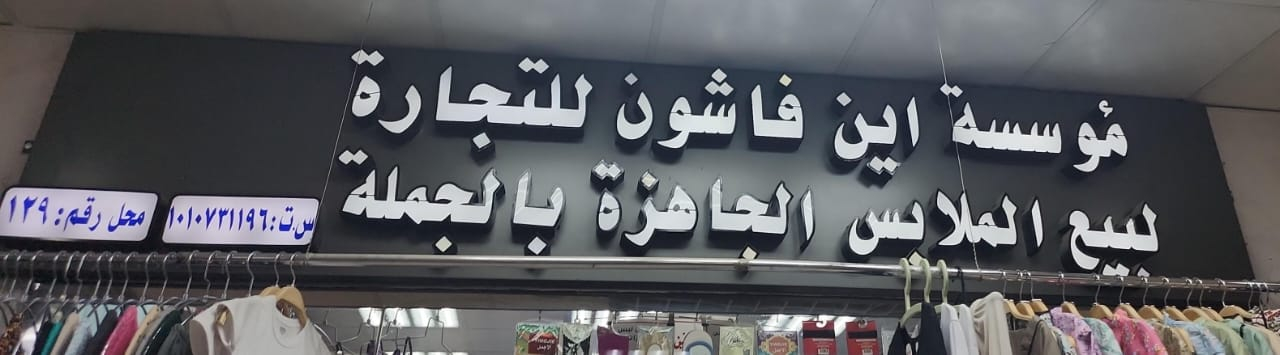 مؤسسة اين فاشون للتجارة
لبيع الملابس الجاهزة بالجملة
س.ت: ١٠١٠٧٣١١٩٦
محل رقم: ١٢٩